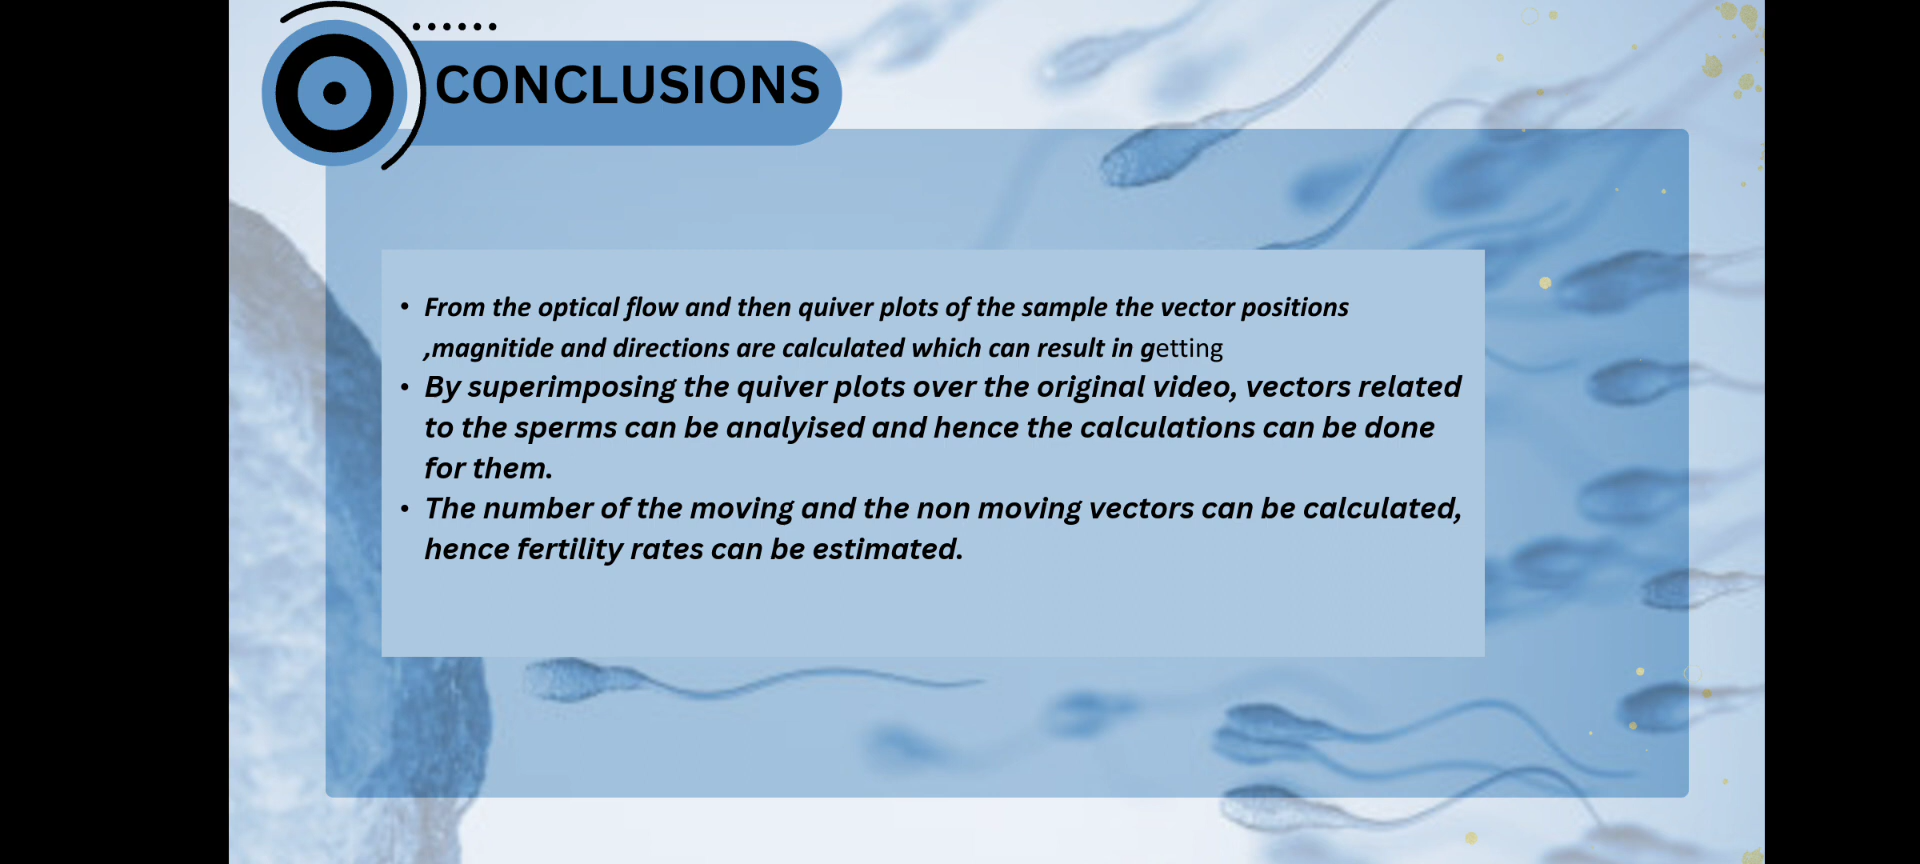 CONCLUSIONS
• From the optical flow and then quiver plots of the sample the vector positions
,magnitide and directions are calculated which can result in getting
• By superimposing the quiver plots over the original video, vectors related
to the sperms can be analyised and hence the calculations can be done
for them.
• The number of the moving and the non moving vectors can be calculated,
hence fertility rates can be estimated.